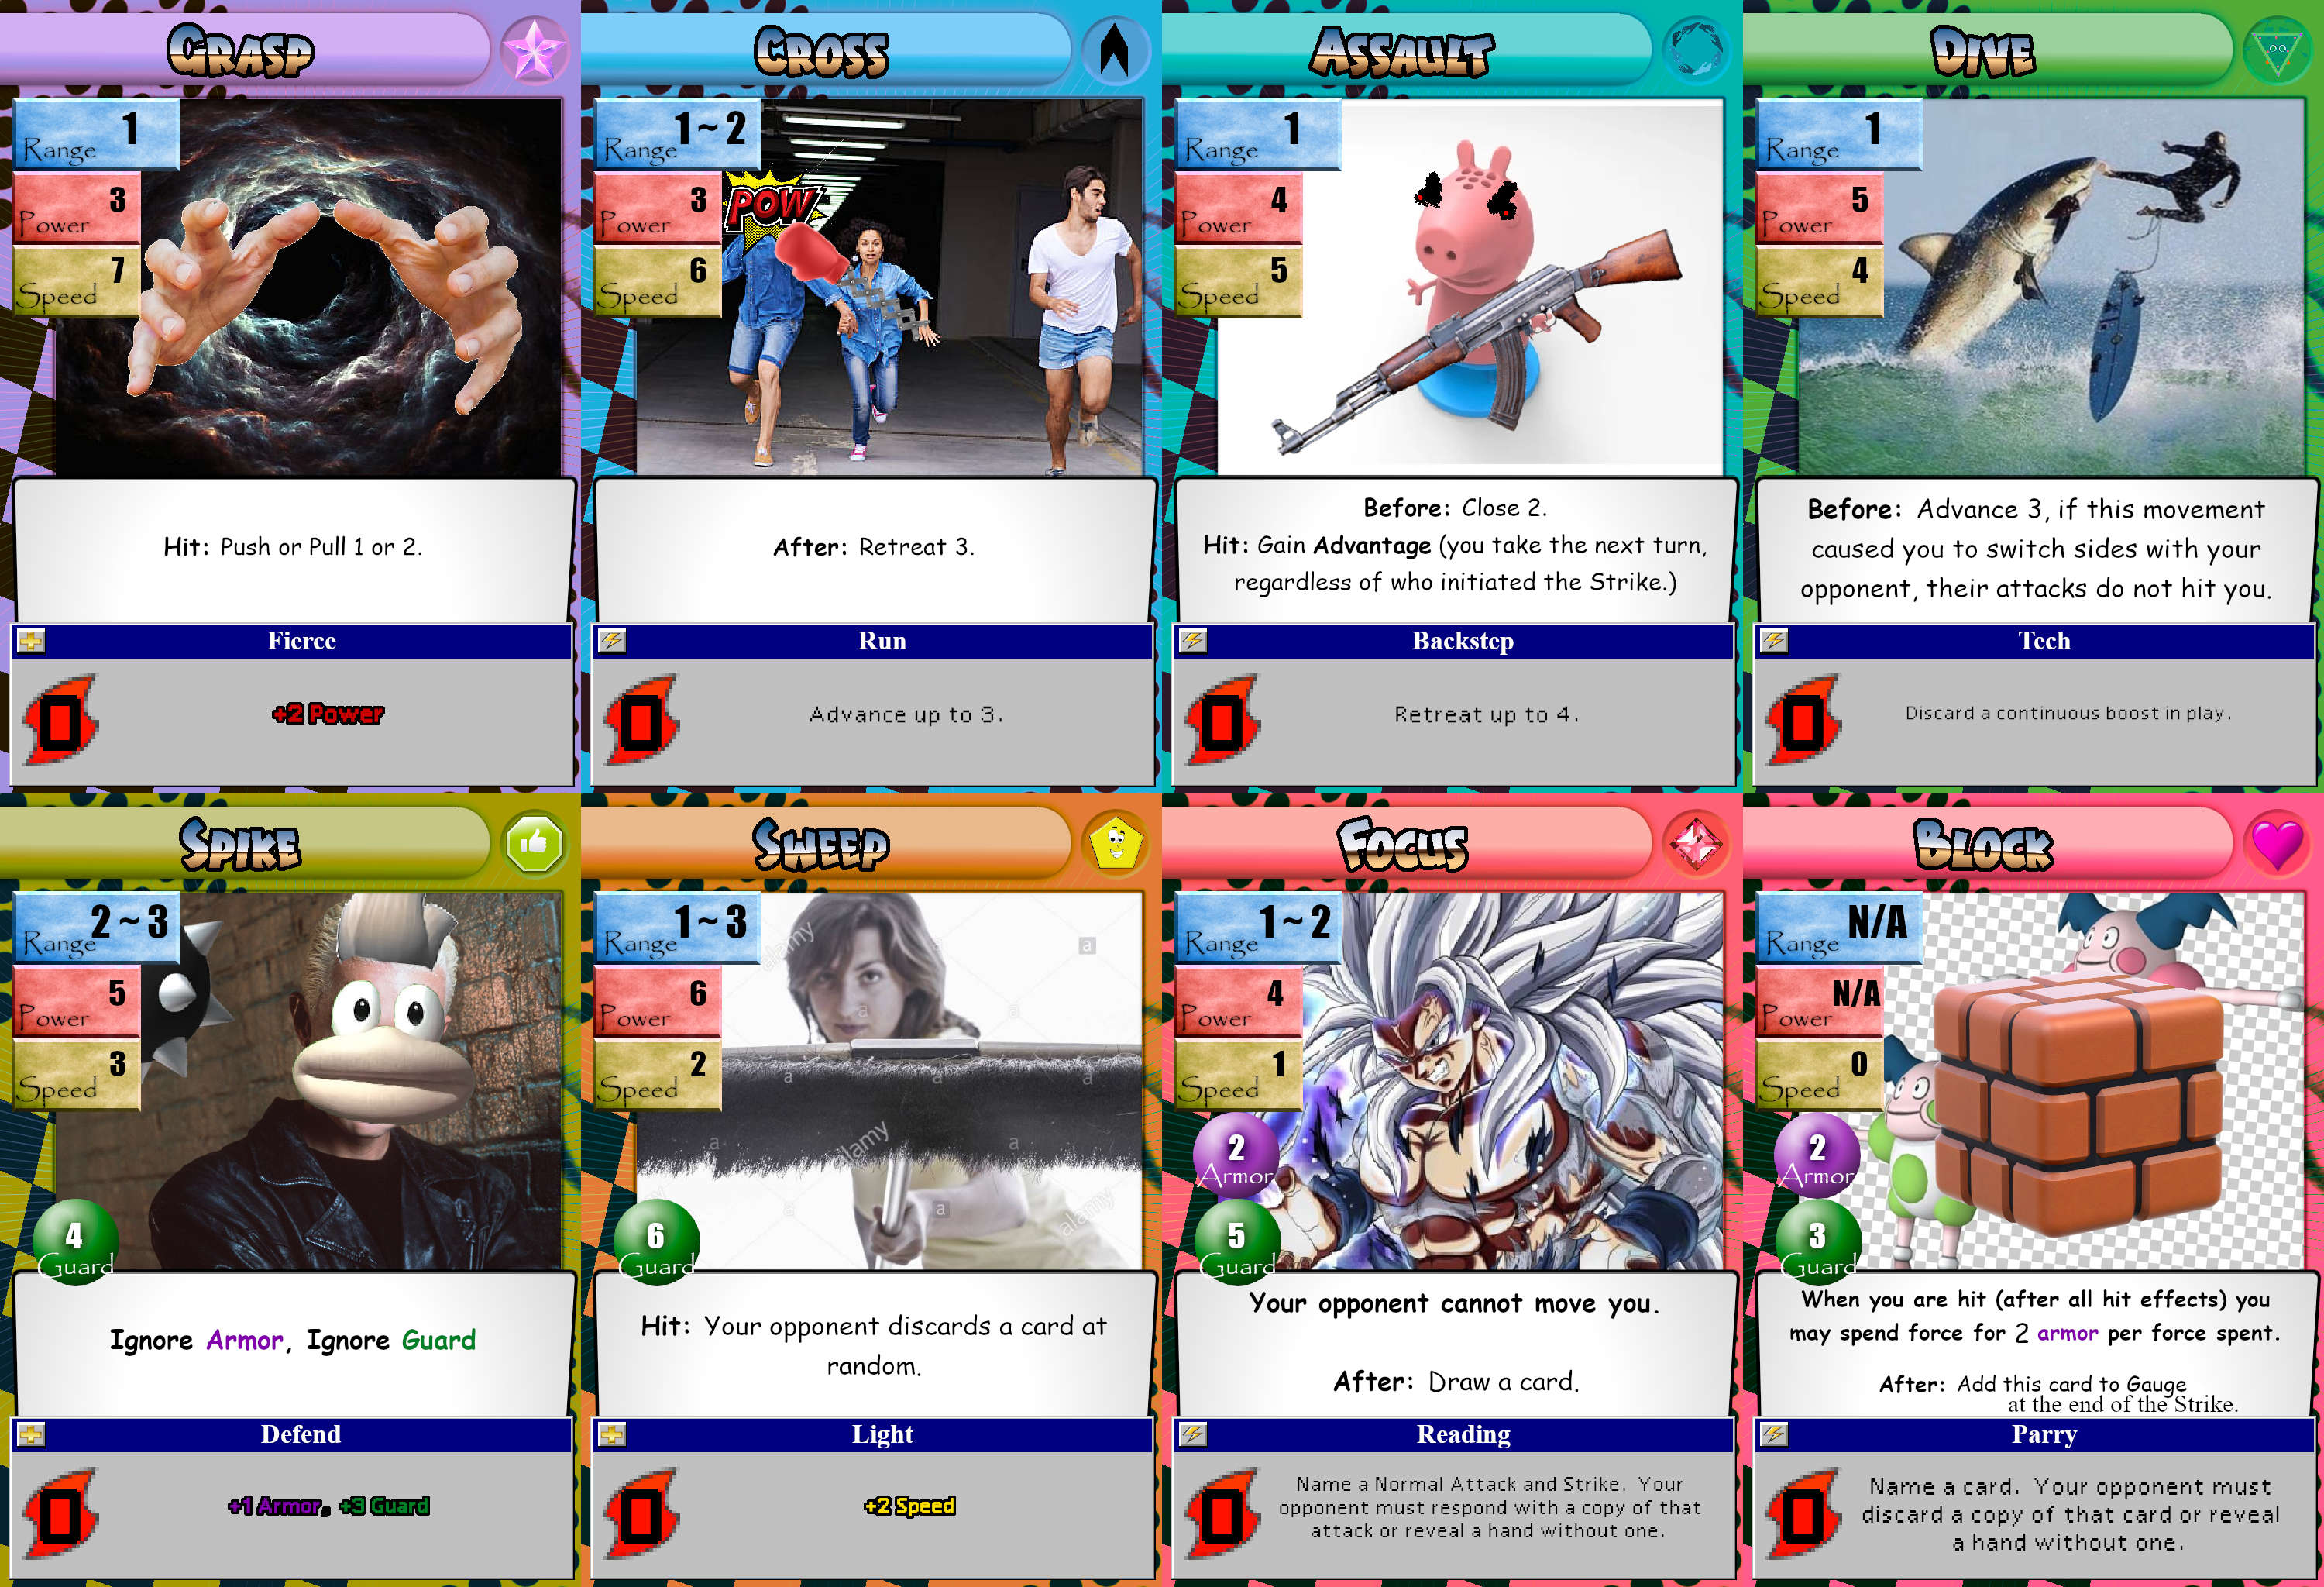 GRASP
1
Range
3
Power
7
Speed
Hit: Push or Pull 1 or 2.
Fierce
0
+2 Power
CROSS
1~2
Range
3
Power
POW
6
Speed
After: Retreat 3.
Run
0
Advance up to 3.
ASSAULT
1
Range
4
Power
5
Speed
Before: Close 2.
Hit: Gain Advantage (you take the next turn,
regardless of who initiated the Strike.)
Backstep
0
Retreat up to 4.
DIVE
1
Range
5
Power
4
Speed
Before: Advance 3, if this movement
caused you to switch sides with your
opponent, their attacks do not hit you.
Tech
0
Discard a continuous boost in play.
SPIKE
2~3
Range
5
Power
3
Speed
4
Guard
Ignore Armor, Ignore Guard
Defend
0
+1 Armor, +3 Guard
SWEEP
1~3
Range
6
Power
2
Speed
alamy
a
a
a
a
a
a
alamy
a
a
a
alamy
6
Guard
Hit: Your opponent discards a card at
random.
Light
0
+2 Speed
FOCUS
1~2
Range
4
Power
1
Speed
2
Armor
5
Guard
Your opponent cannot move you.
After: Draw a card.
Reading
0
Name a Normal Attack and Strike. Your
opponent must respond with a copy of that
attack or reveal a hand without one.
BLOCK
N/A
Range
N/A
Power
0
Speed
2
Armor
3
Guard
When you are hit (after all hit effects) you
may spend force for 2 armor per force spent.
After: Add this card to Gauge
at the end of the Strike.
Parry
0
Name a card. Your opponent must
discard a copy of that card or reveal
a hand without one.